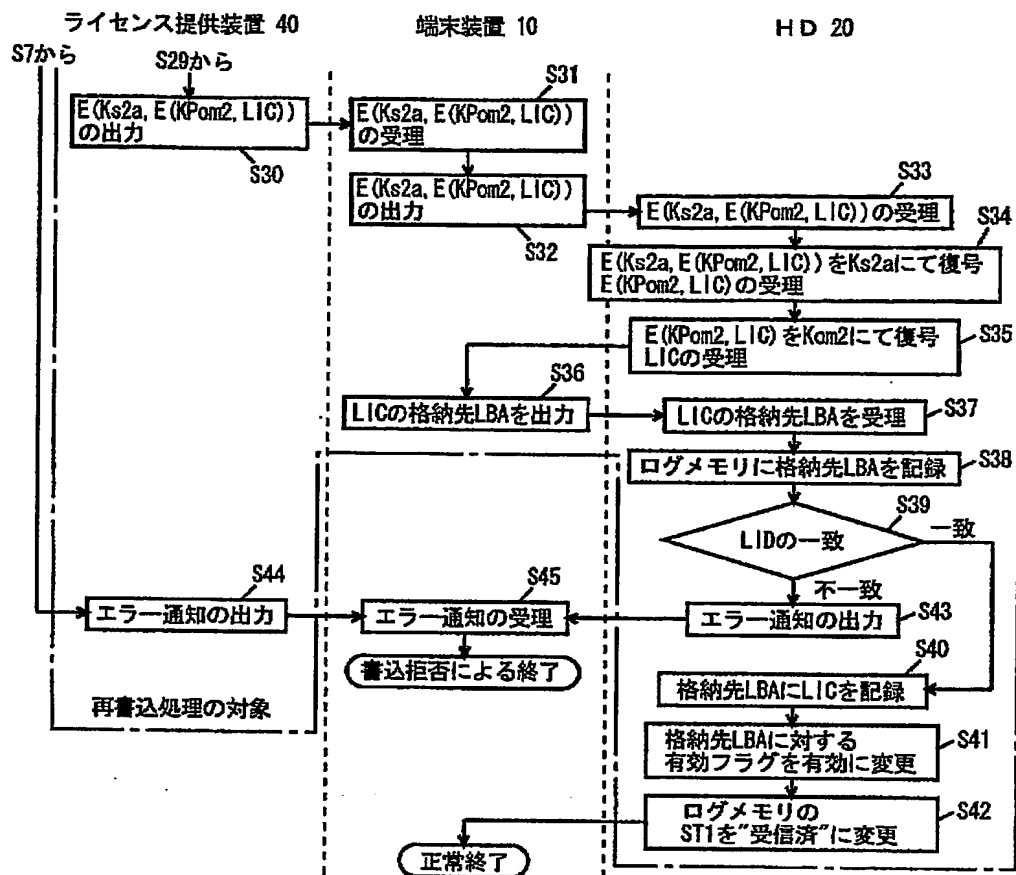 ライセンス提供装置 40
端末装置 10
HD 20
S7から
S29から
E(Ks2a, E(KPom2, LIC))
の出力
S30
S31
E(Ks2a, E(KPom2, LIC))
の受理
E(Ks2a, E(KPom2, LIC))
の出力
S32
S33
E(Ks2a, E(KPom2, LIC))の受理
S34
E(Ks2a, E(KPom2, LIC))をKs2aにて復号
E(KPom2, LIC)の受理
E(KPom2, LIC)をKom2にて復号
LICの受理
S35
S36
LICの格納先LBAを出力
LICの格納先LBAを受理
S37
ログメモリに格納先LBAを記録
S38
S39
LIDの一致
一致
不一致
S44
エラー通知の出力
S45
エラー通知の受理
エラー通知の出力
S43
書込拒否による終了
S40
格納先LBAにLICを記録
再書込処理の対象
格納先LBAに対する
有効フラグを有効に変更
S41
ログメモリの
ST1を"受信済"に変更
S42
正常終了